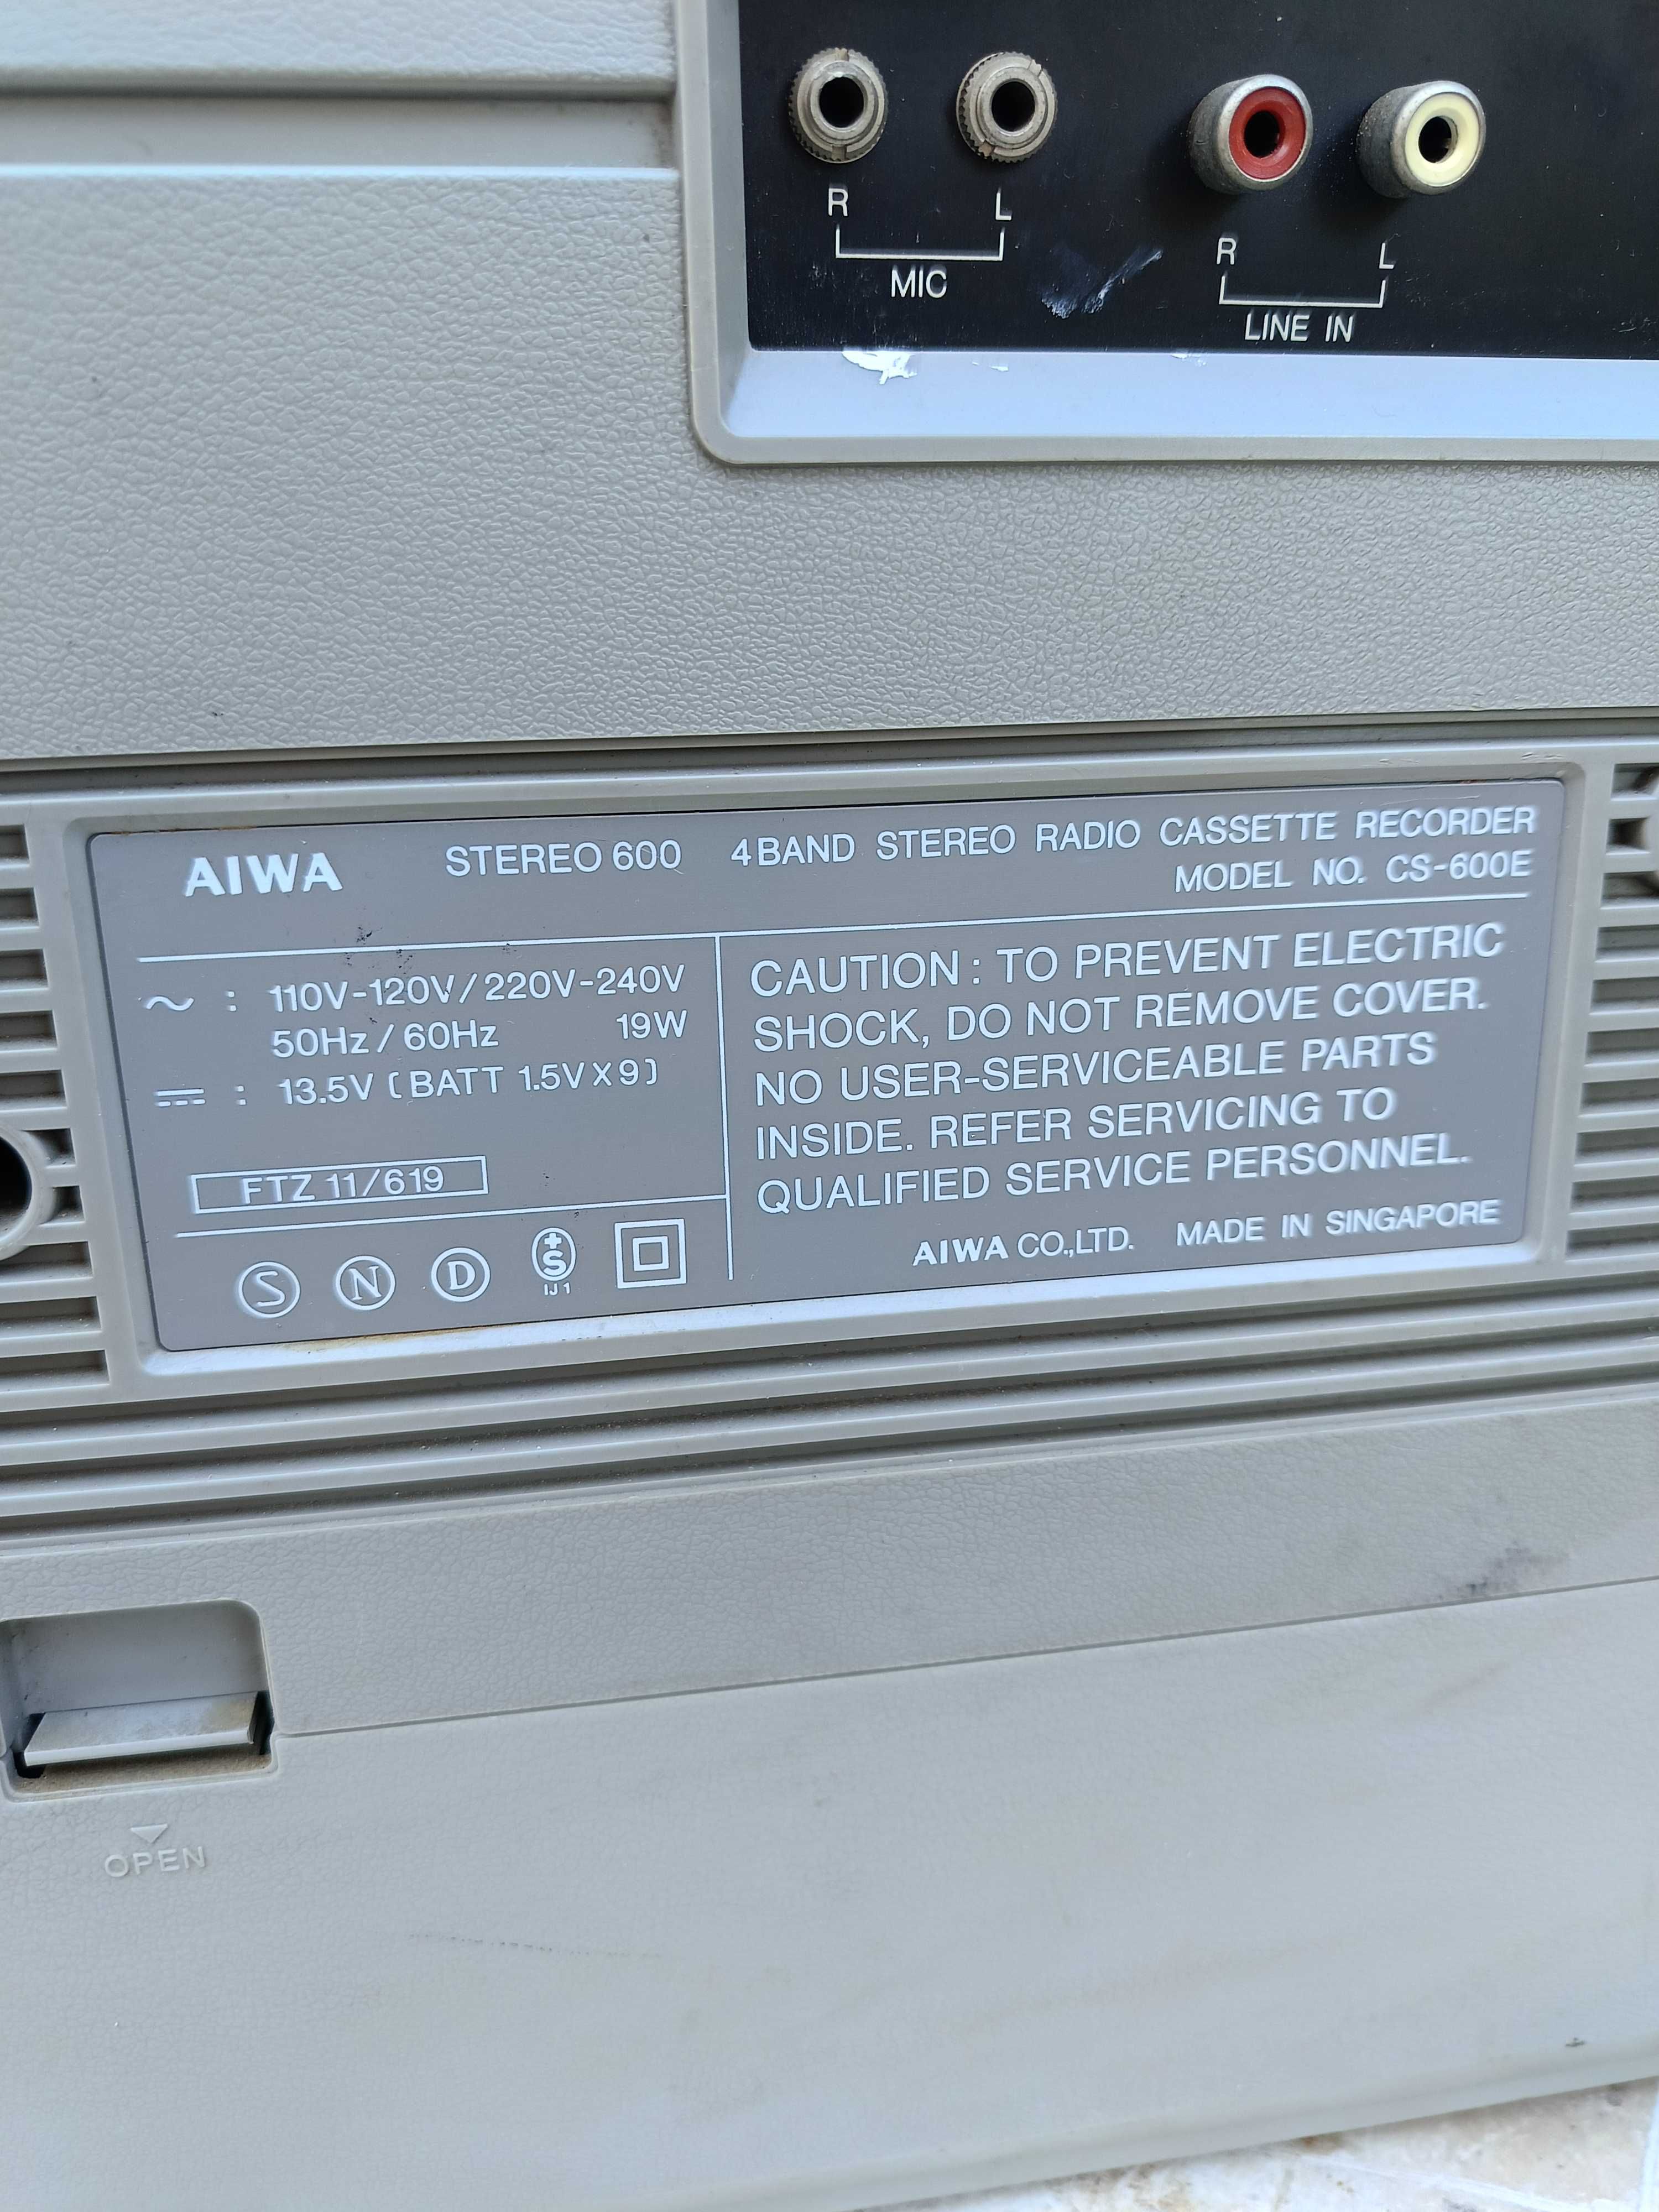 R L
MIC
R L
LINE IN
AIWA STEREO 600 4 BAND STEREO RADIO CASSETTE RECORDER
MODEL NO. CS-600E
~ : 110V-120V/220V-240V
50Hz/60Hz 19W
⎓ : 13.5V (BATT 1.5V X 9)
FTZ 11/619
S N D +S
IJ 1
CAUTION : TO PREVENT ELECTRIC
SHOCK, DO NOT REMOVE COVER.
NO USER-SERVICEABLE PARTS
INSIDE. REFER SERVICING TO
QUALIFIED SERVICE PERSONNEL.
AIWA CO.,LTD. MADE IN SINGAPORE
OPEN